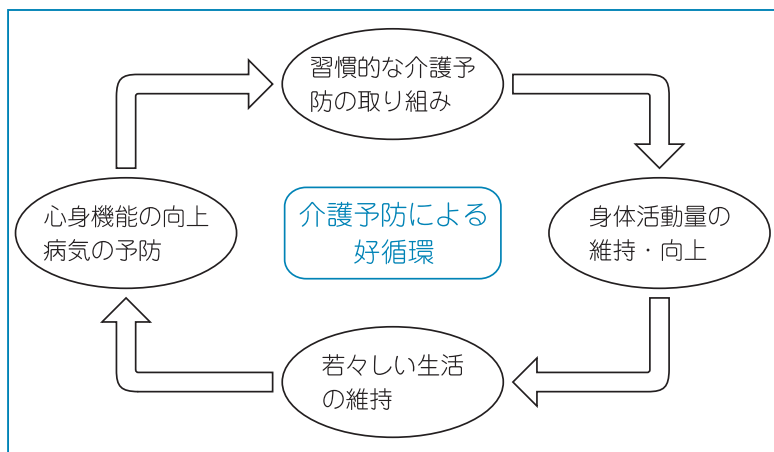 習慣的な介護予
防の取り組み
心身機能の向上
病気の予防
介護予防による
好循環
身体活動量の
維持・向上
若々しい生活
の維持